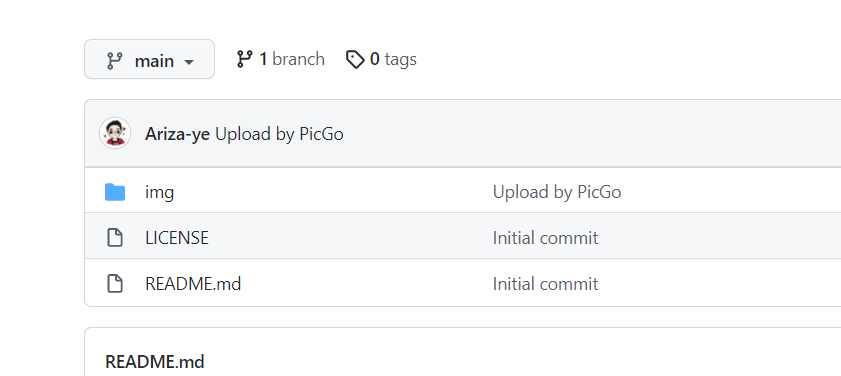 main 1 branch 0 tags
Ariza-ye Upload by PicGo
img Upload by PicGo
LICENSE Initial commit
README.md Initial commit
README.md